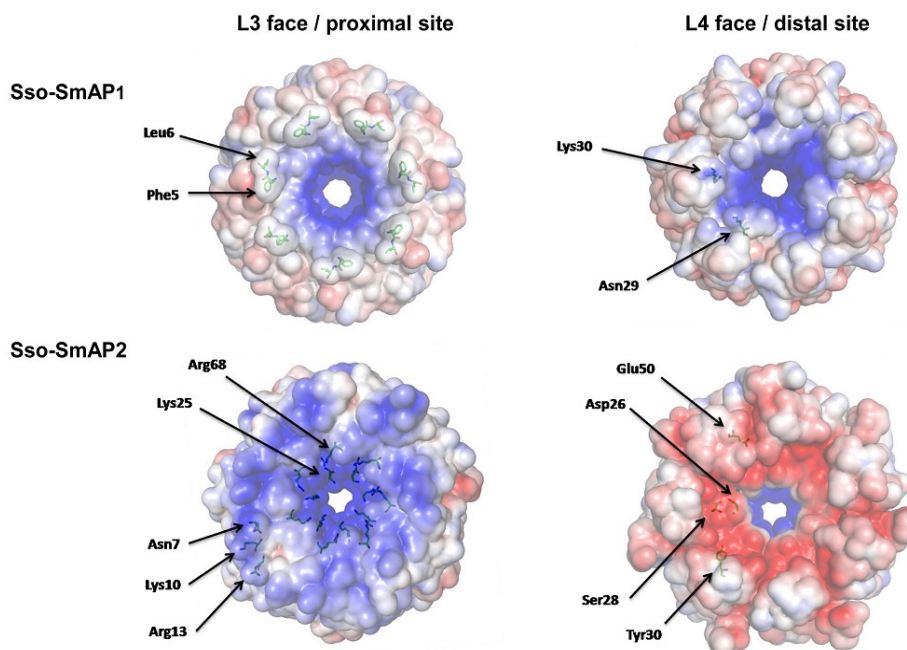 L3 face / proximal site
L4 face / distal site
Sso-SmAP1
Leu6
Phe5
Lys30
Asn29
Sso-SmAP2
Arg68
Lys25
Asn7
Lys10
Arg13
Glu50
Asp26
Ser28
Tyr30